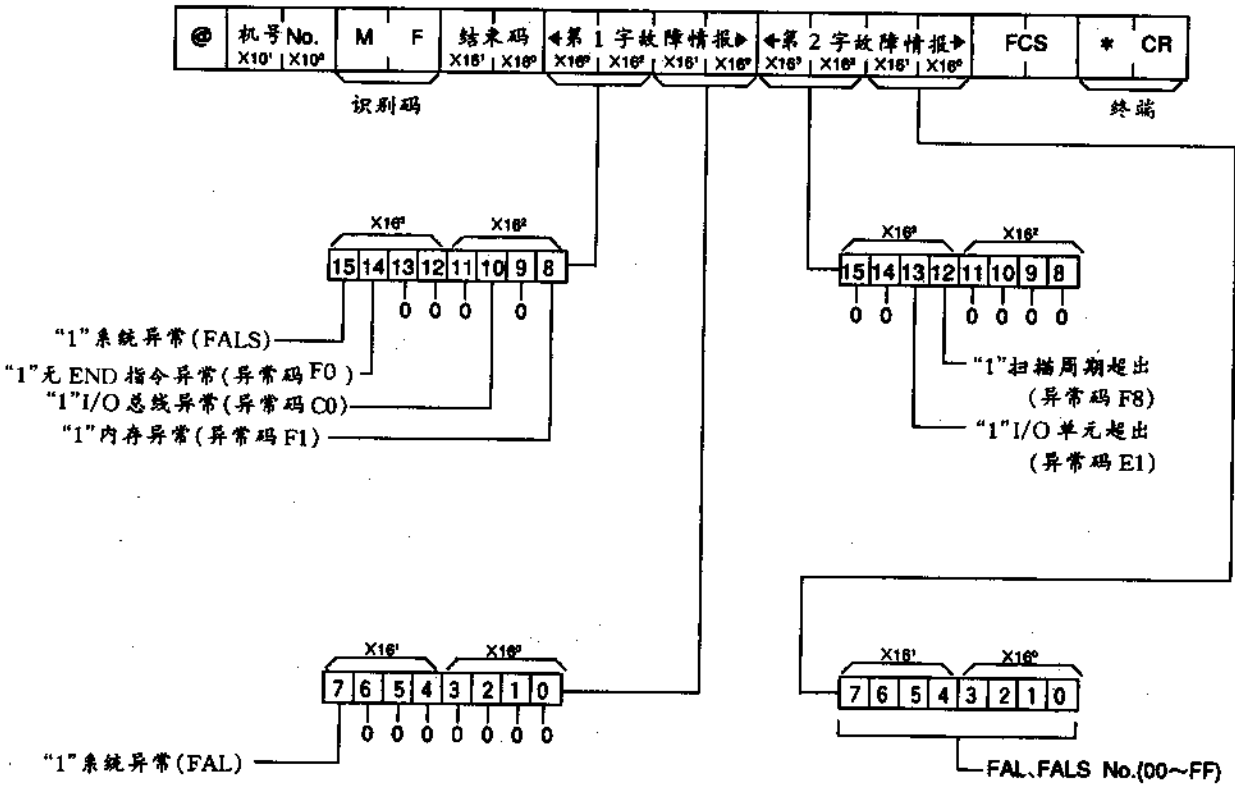 @ 机号No. M F 结束码 第1字故障情报 第2字故障情报 FCS * CR
X10¹ X10⁰ X16¹ X16⁰ X16⁰ X16² X16¹ X16⁰ X16³ X16² X16¹ X16⁰
识别码 终端
X16³ X16²
15 14 13 12 11 10 9 8
0 0 0 0
"1"系统异常(FALS)
"1"无END指令异常(异常码F0)
"1"I/O总线异常(异常码C0)
"1"内存异常(异常码F1)
X16³ X16²
15 14 13 12 11 10 9 8
0 0 0 0 0 0
"1"扫描周期超出
(异常码F8)
"1"I/O单元超出
(异常码E1)
X16¹ X16⁰
7 6 5 4 3 2 1 0
0 0 0 0 0 0 0
"1"系统异常(FAL)
X16¹ X16⁰
7 6 5 4 3 2 1 0
FAL、FALS No.(00~FF)